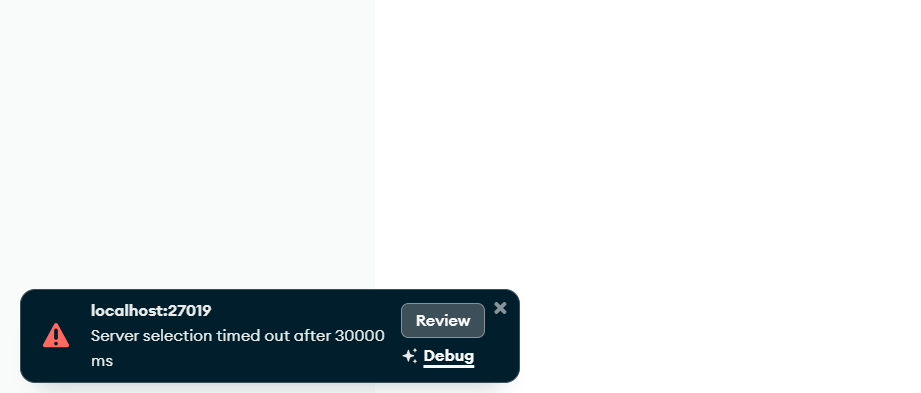 localhost:27019
Server selection timed out after 30000
ms
Review
Debug